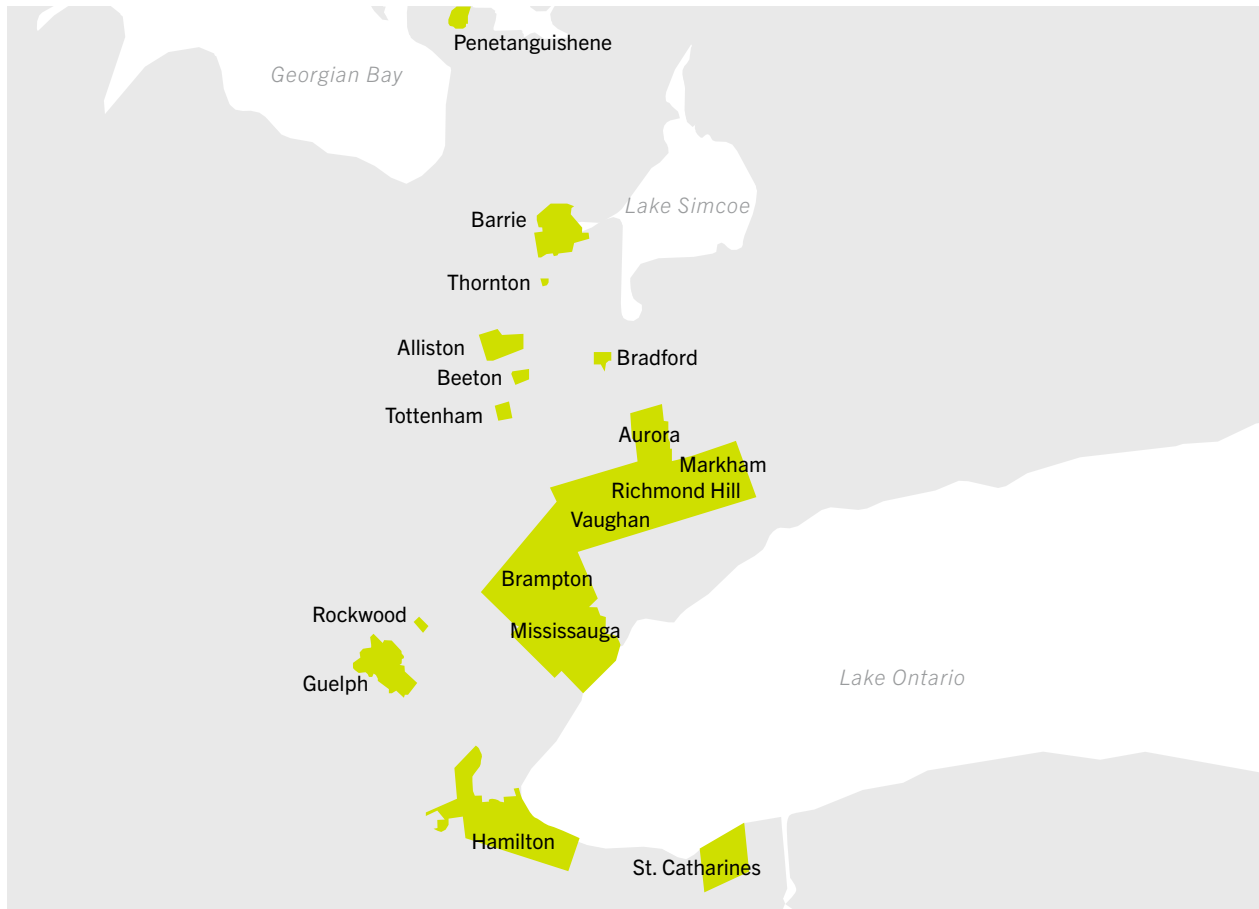 Penetanguishene
Georgian Bay
Lake Simcoe
Barrie
Thornton
Alliston
Bradford
Beeton
Tottenham
Aurora
Markham
Richmond Hill
Vaughan
Brampton
Rockwood
Mississauga
Lake Ontario
Guelph
Hamilton
St. Catharines